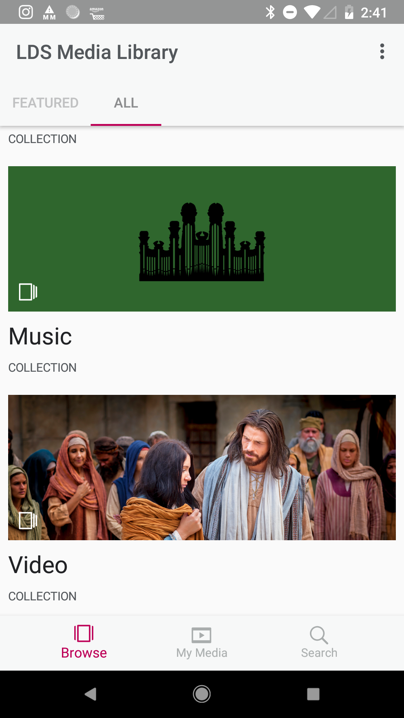 2:41
LDS Media Library
FEATURED
ALL
COLLECTION
Music
COLLECTION
Video
COLLECTION
Browse
My Media
Search